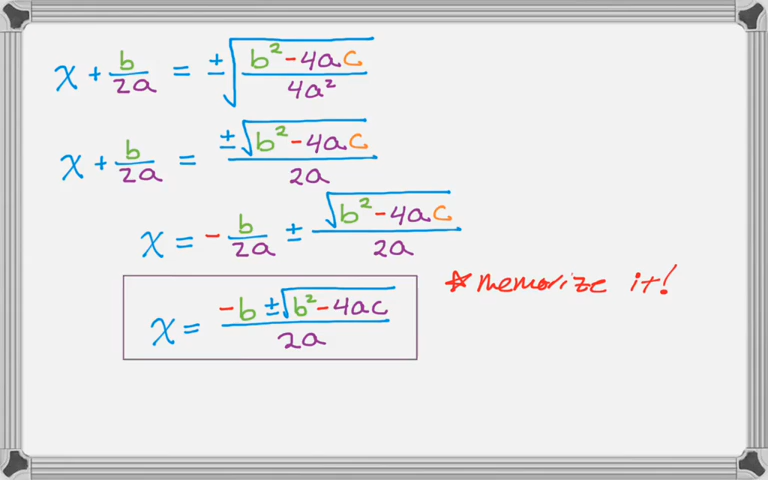 x + b/2a = ±√((b² - 4ac)/(4a²))
x + b/2a = (±√(b² - 4ac))/(2a)
x = - b/2a ± (√(b² - 4ac))/(2a)
x = (-b ±√(b² - 4ac))/(2a)
* memorize it!